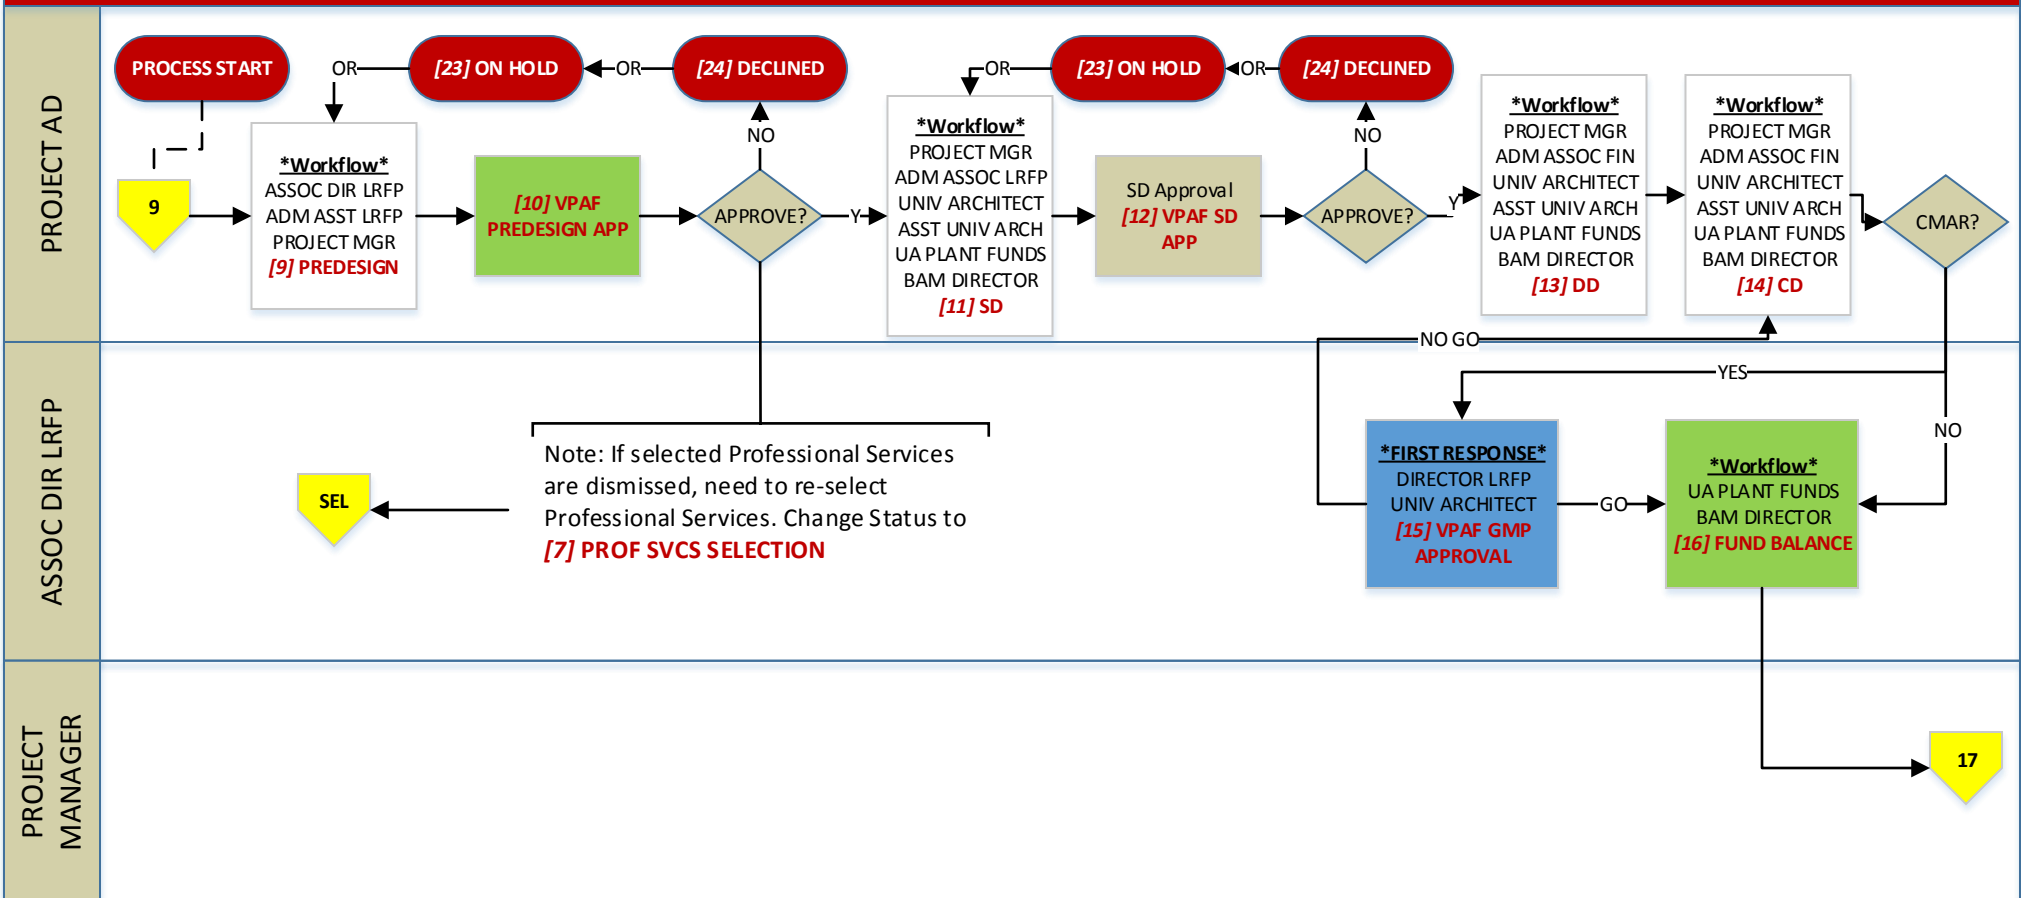 PROJECT AD
PROCESS START
9
OR
[23] ON HOLD
OR
[24] DECLINED
NO
*Workflow*
ASSOC DIR LRFP
ADM ASST LRFP
PROJECT MGR
[9] PREDESIGN
[10] VPAF
PREDESIGN APP
APPROVE?
Y
OR
[23] ON HOLD
OR
[24] DECLINED
NO
*Workflow*
PROJECT MGR
ADM ASSOC LRFP
UNIV ARCHITECT
ASST UNIV ARCH
UA PLANT FUNDS
BAM DIRECTOR
[11] SD
SD Approval
[12] VPAF SD
APP
APPROVE?
Y
*Workflow*
PROJECT MGR
ADM ASSOC FIN
UNIV ARCHITECT
ASST UNIV ARCH
UA PLANT FUNDS
BAM DIRECTOR
[13] DD
*Workflow*
PROJECT MGR
ADM ASSOC FIN
UNIV ARCHITECT
ASST UNIV ARCH
UA PLANT FUNDS
BAM DIRECTOR
[14] CD
CMAR?
ASSOC DIR LRFP
NO GO
YES
NO
SEL
Note: If selected Professional Services
are dismissed, need to re-select
Professional Services. Change Status to
[7] PROF SVCS SELECTION
*FIRST RESPONSE*
DIRECTOR LRFP
UNIV ARCHITECT
[15] VPAF GMP
APPROVAL
GO
*Workflow*
UA PLANT FUNDS
BAM DIRECTOR
[16] FUND BALANCE
PROJECT
MANAGER
17